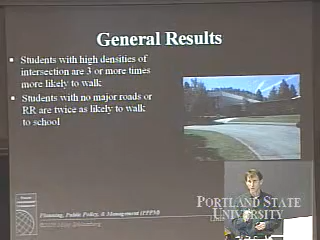 General Results
Students with high densities of
intersection are 3 or more times
more likely to walk
Students with no major roads or
RR are twice as likely to walk
to school
Planning, Public Policy, & Management (PPPM)
PORTLAND STATE
UNIVERSITY